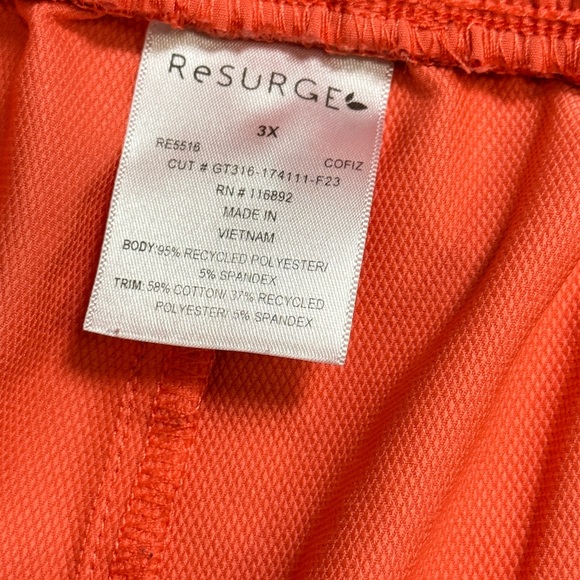 ReSURGE
3X
RE5516 COFIZ
CUT # GT316-174111-F23
RN # 116892
MADE IN
VIETNAM
BODY:95% RECYCLED POLYESTER/
5% SPANDEX
TRIM: 58% COTTON/ 37% RECYCLED
POLYESTER/ 5% SPANDEX